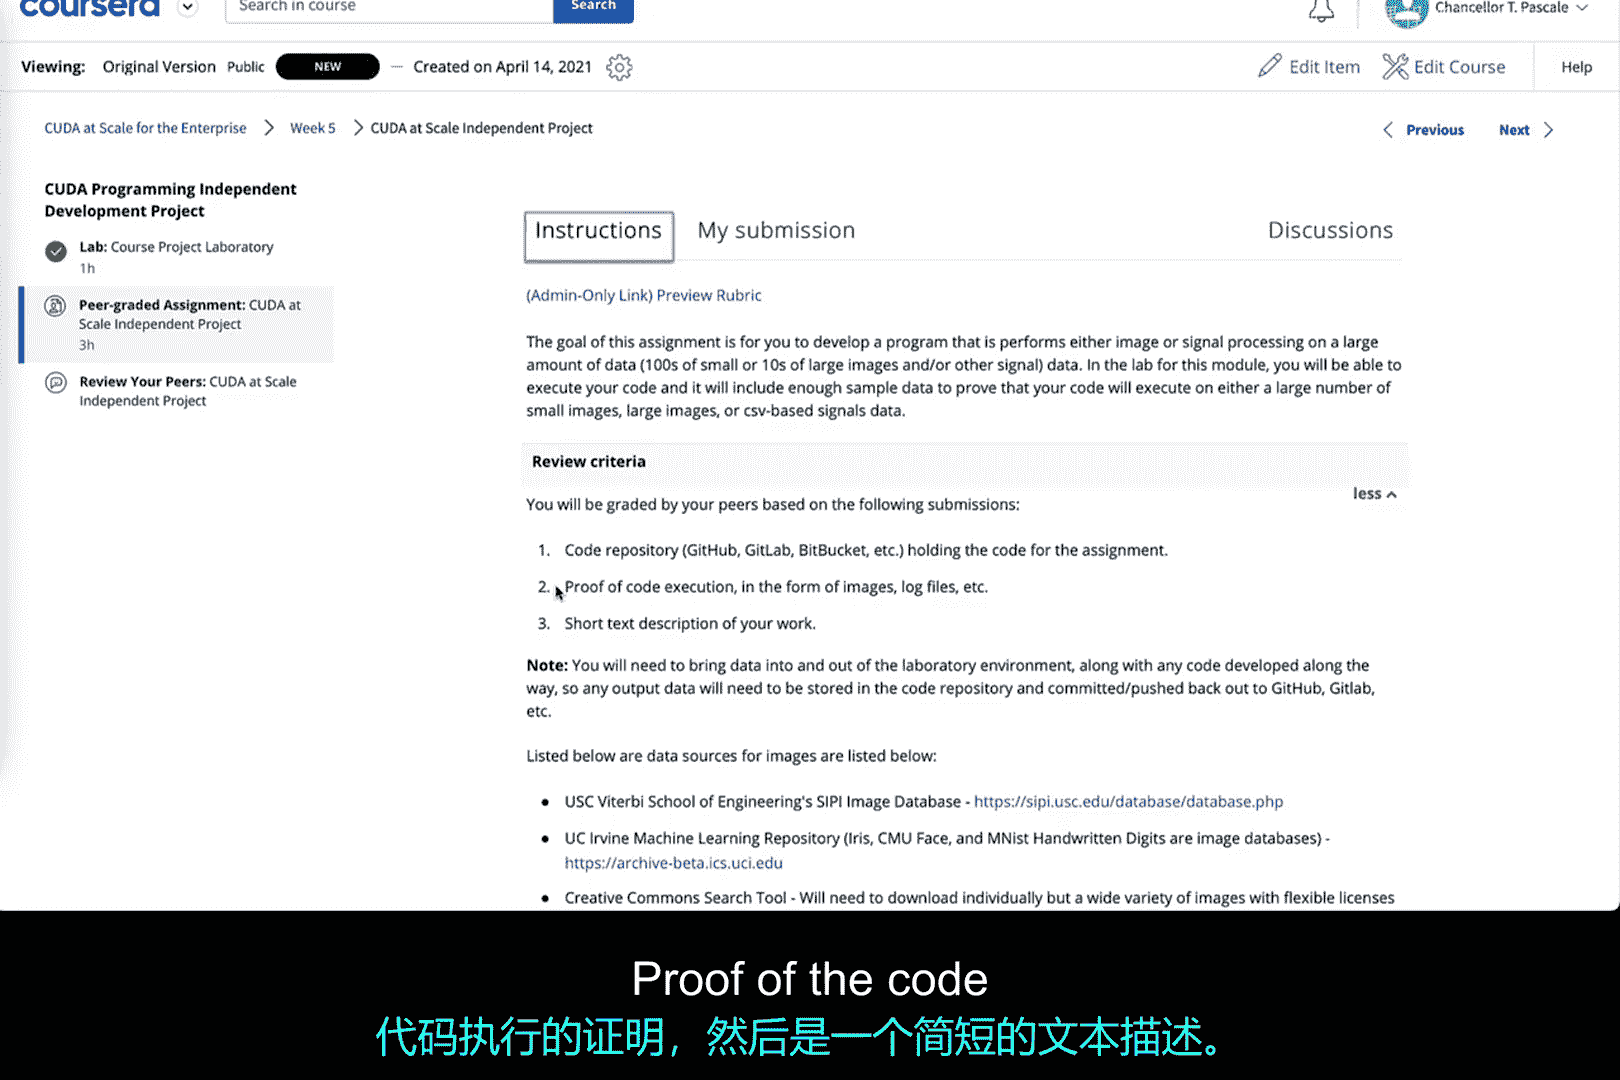 coursera
Search in course
Search
Chancellor T. Pascale
Viewing: Original Version Public NEW — Created on April 14, 2021
Edit Item
Edit Course
Help
CUDA at Scale for the Enterprise > Week 5 > CUDA at Scale Independent Project
Previous
Next
CUDA Programming Independent
Development Project
Lab: Course Project Laboratory
1h
Peer-graded Assignment: CUDA at
Scale Independent Project
3h
Review Your Peers: CUDA at Scale
Independent Project
Instructions
My submission
Discussions
(Admin-Only Link) Preview Rubric
The goal of this assignment is for you to develop a program that is performs either image or signal processing on a large
amount of data (100s of small or 10s of large images and/or other signal) data. In the lab for this module, you will be able to
execute your code and it will include enough sample data to prove that your code will execute on either a large number of
small images, large images, or csv-based signals data.
Review criteria
less
You will be graded by your peers based on the following submissions:
1. Code repository (GitHub, GitLab, BitBucket, etc.) holding the code for the assignment.
2. Proof of code execution, in the form of images, log files, etc.
3. Short text description of your work.
Note: You will need to bring data into and out of the laboratory environment, along with any code developed along the
way, so any output data will need to be stored in the code repository and committed/pushed back out to GitHub, Gitlab,
etc.
Listed below are data sources for images are listed below:
• USC Viterbi School of Engineering's SIPI Image Database - https://sipi.usc.edu/database/database.php
• UC Irvine Machine Learning Repository (Iris, CMU Face, and MNist Handwritten Digits are image databases) -
https://archive-beta.ics.uci.edu
• Creative Commons Search Tool - Will need to download individually but a wide variety of images with flexible licenses
Proof of the code
代码执行的证明，然后是一个简短的文本描述。